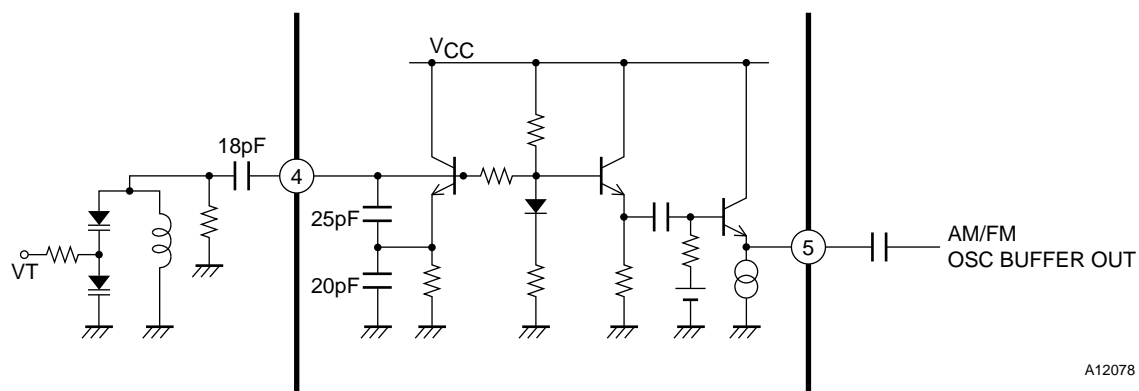 VCC
18pF
4
25pF
20pF
VT
5
AM/FM
OSC BUFFER OUT
A12078